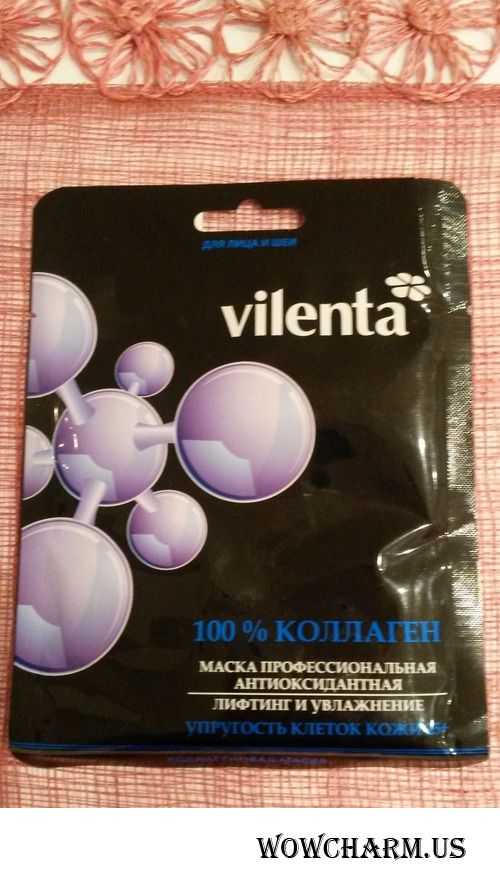 ДЛЯ ЛИЦА И ШЕИ
vilenta
100 % КОЛЛАГЕН
МАСКА ПРОФЕССИОНАЛЬНАЯ
АНТИОКСИДАНТНАЯ
ЛИФТИНГ И УВЛАЖНЕНИЕ
УПРУГОСТЬ КЛЕТОК КОЖИ
WOWCHARM.US